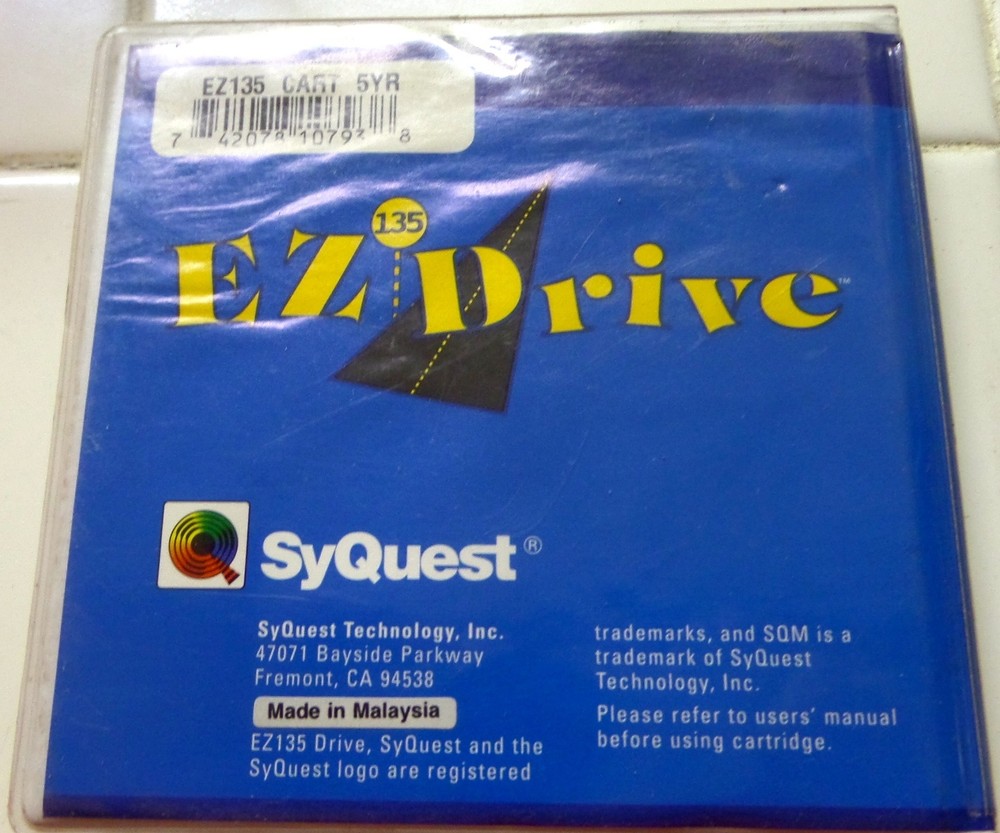 EZ135 CART 5YR
7 42078 10793 8
135
EZ Drive™
SyQuest®
SyQuest Technology, Inc.
47071 Bayside Parkway
Fremont, CA 94538
Made in Malaysia
EZ135 Drive, SyQuest and the
SyQuest logo are registered
trademarks, and SQM is a
trademark of SyQuest
Technology, Inc.
Please refer to users' manual
before using cartridge.